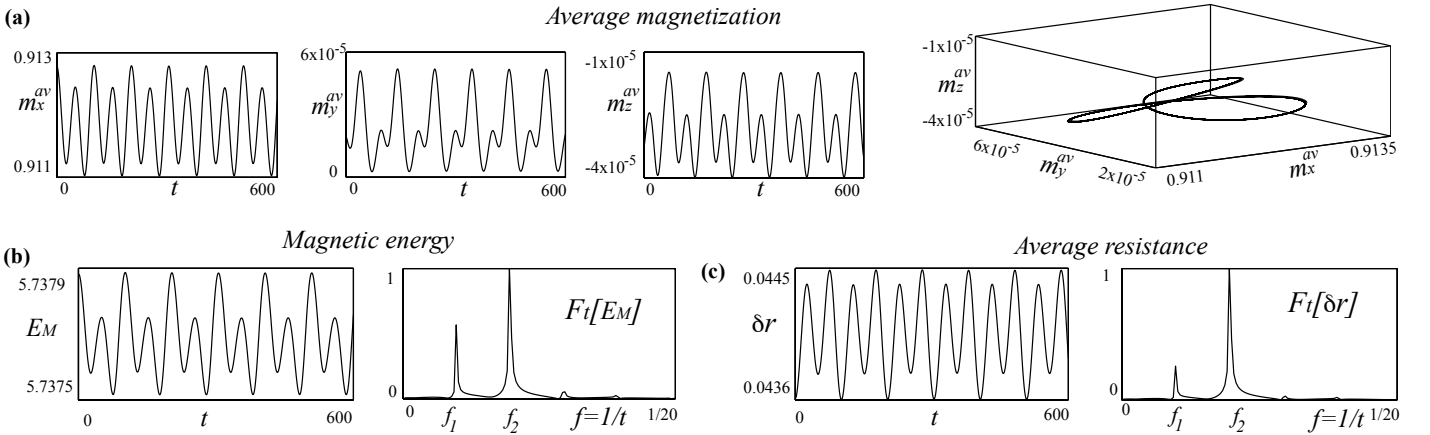 (a)
Average magnetization
0.913
m_x^av
0.911
0
t
600
6x10^-5
m_y^av
0
0
t
600
-1x10^-5
m_z^av
-4x10^-5
0
t
600
-1x10^-5
m_z^av
-4x10^-5
6x10^-5
m_y^av
2x10^-5
0.911
m_x^av
0.9135
(b)
Magnetic energy
5.7379
E_M
5.7375
0
t
600
1
F_t[E_M]
0
0
f_1
f_2
f=1/t
1/20
(c)
Average resistance
0.0445
δr
0.0436
0
t
600
1
F_t[δr]
0
0
f_1
f_2
f=1/t
1/20